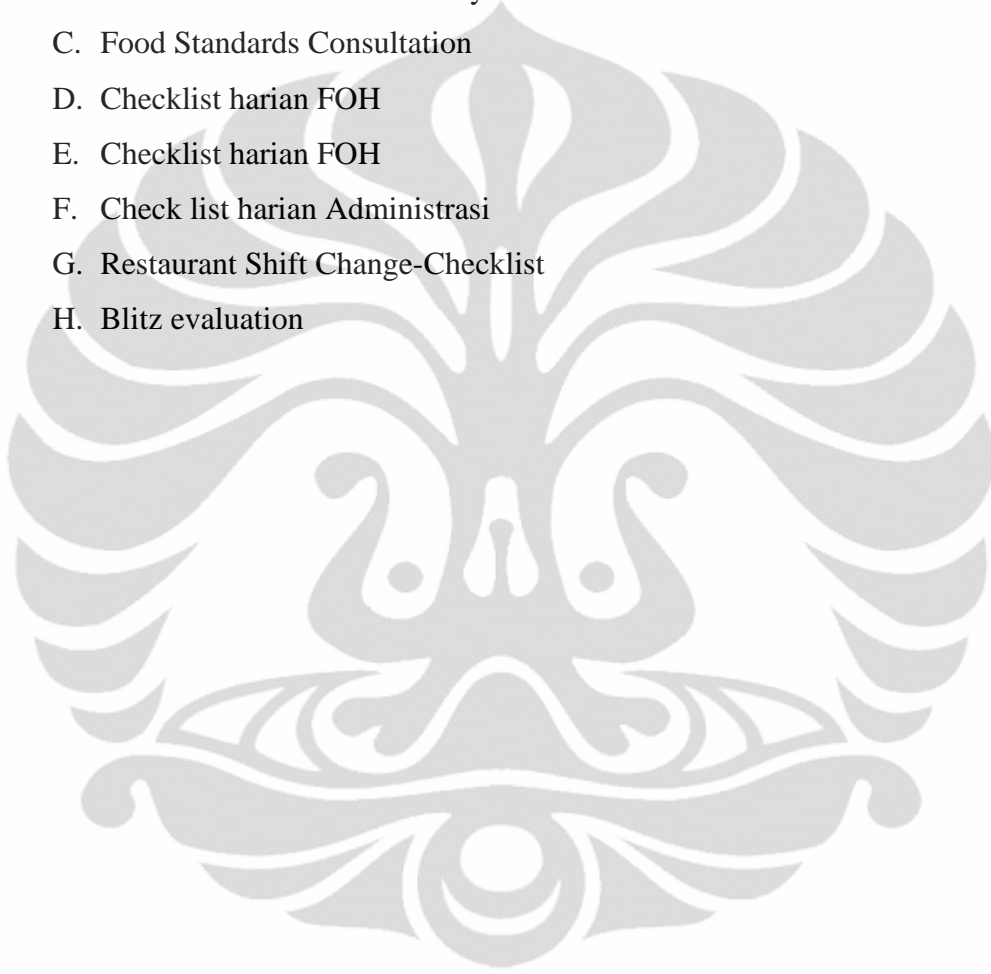 C. Food Standards Consultation
D. Checklist harian FOH
E. Checklist harian FOH
F. Check list harian Administrasi
G. Restaurant Shift Change-Checklist
H. Blitz evaluation